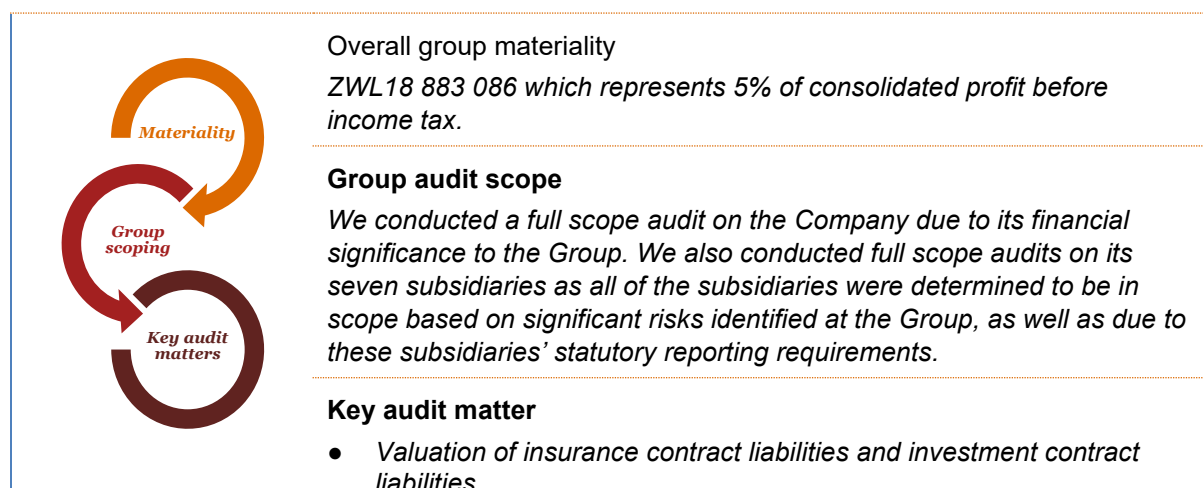 Materiality
Group
scoping
Key audit
matters
Overall group materiality
ZWL18 883 086 which represents 5% of consolidated profit before
income tax.
Group audit scope
We conducted a full scope audit on the Company due to its financial
significance to the Group. We also conducted full scope audits on its
seven subsidiaries as all of the subsidiaries were determined to be in
scope based on significant risks identified at the Group, as well as due to
these subsidiaries’ statutory reporting requirements.
Key audit matter
● Valuation of insurance contract liabilities and investment contract
liabilities